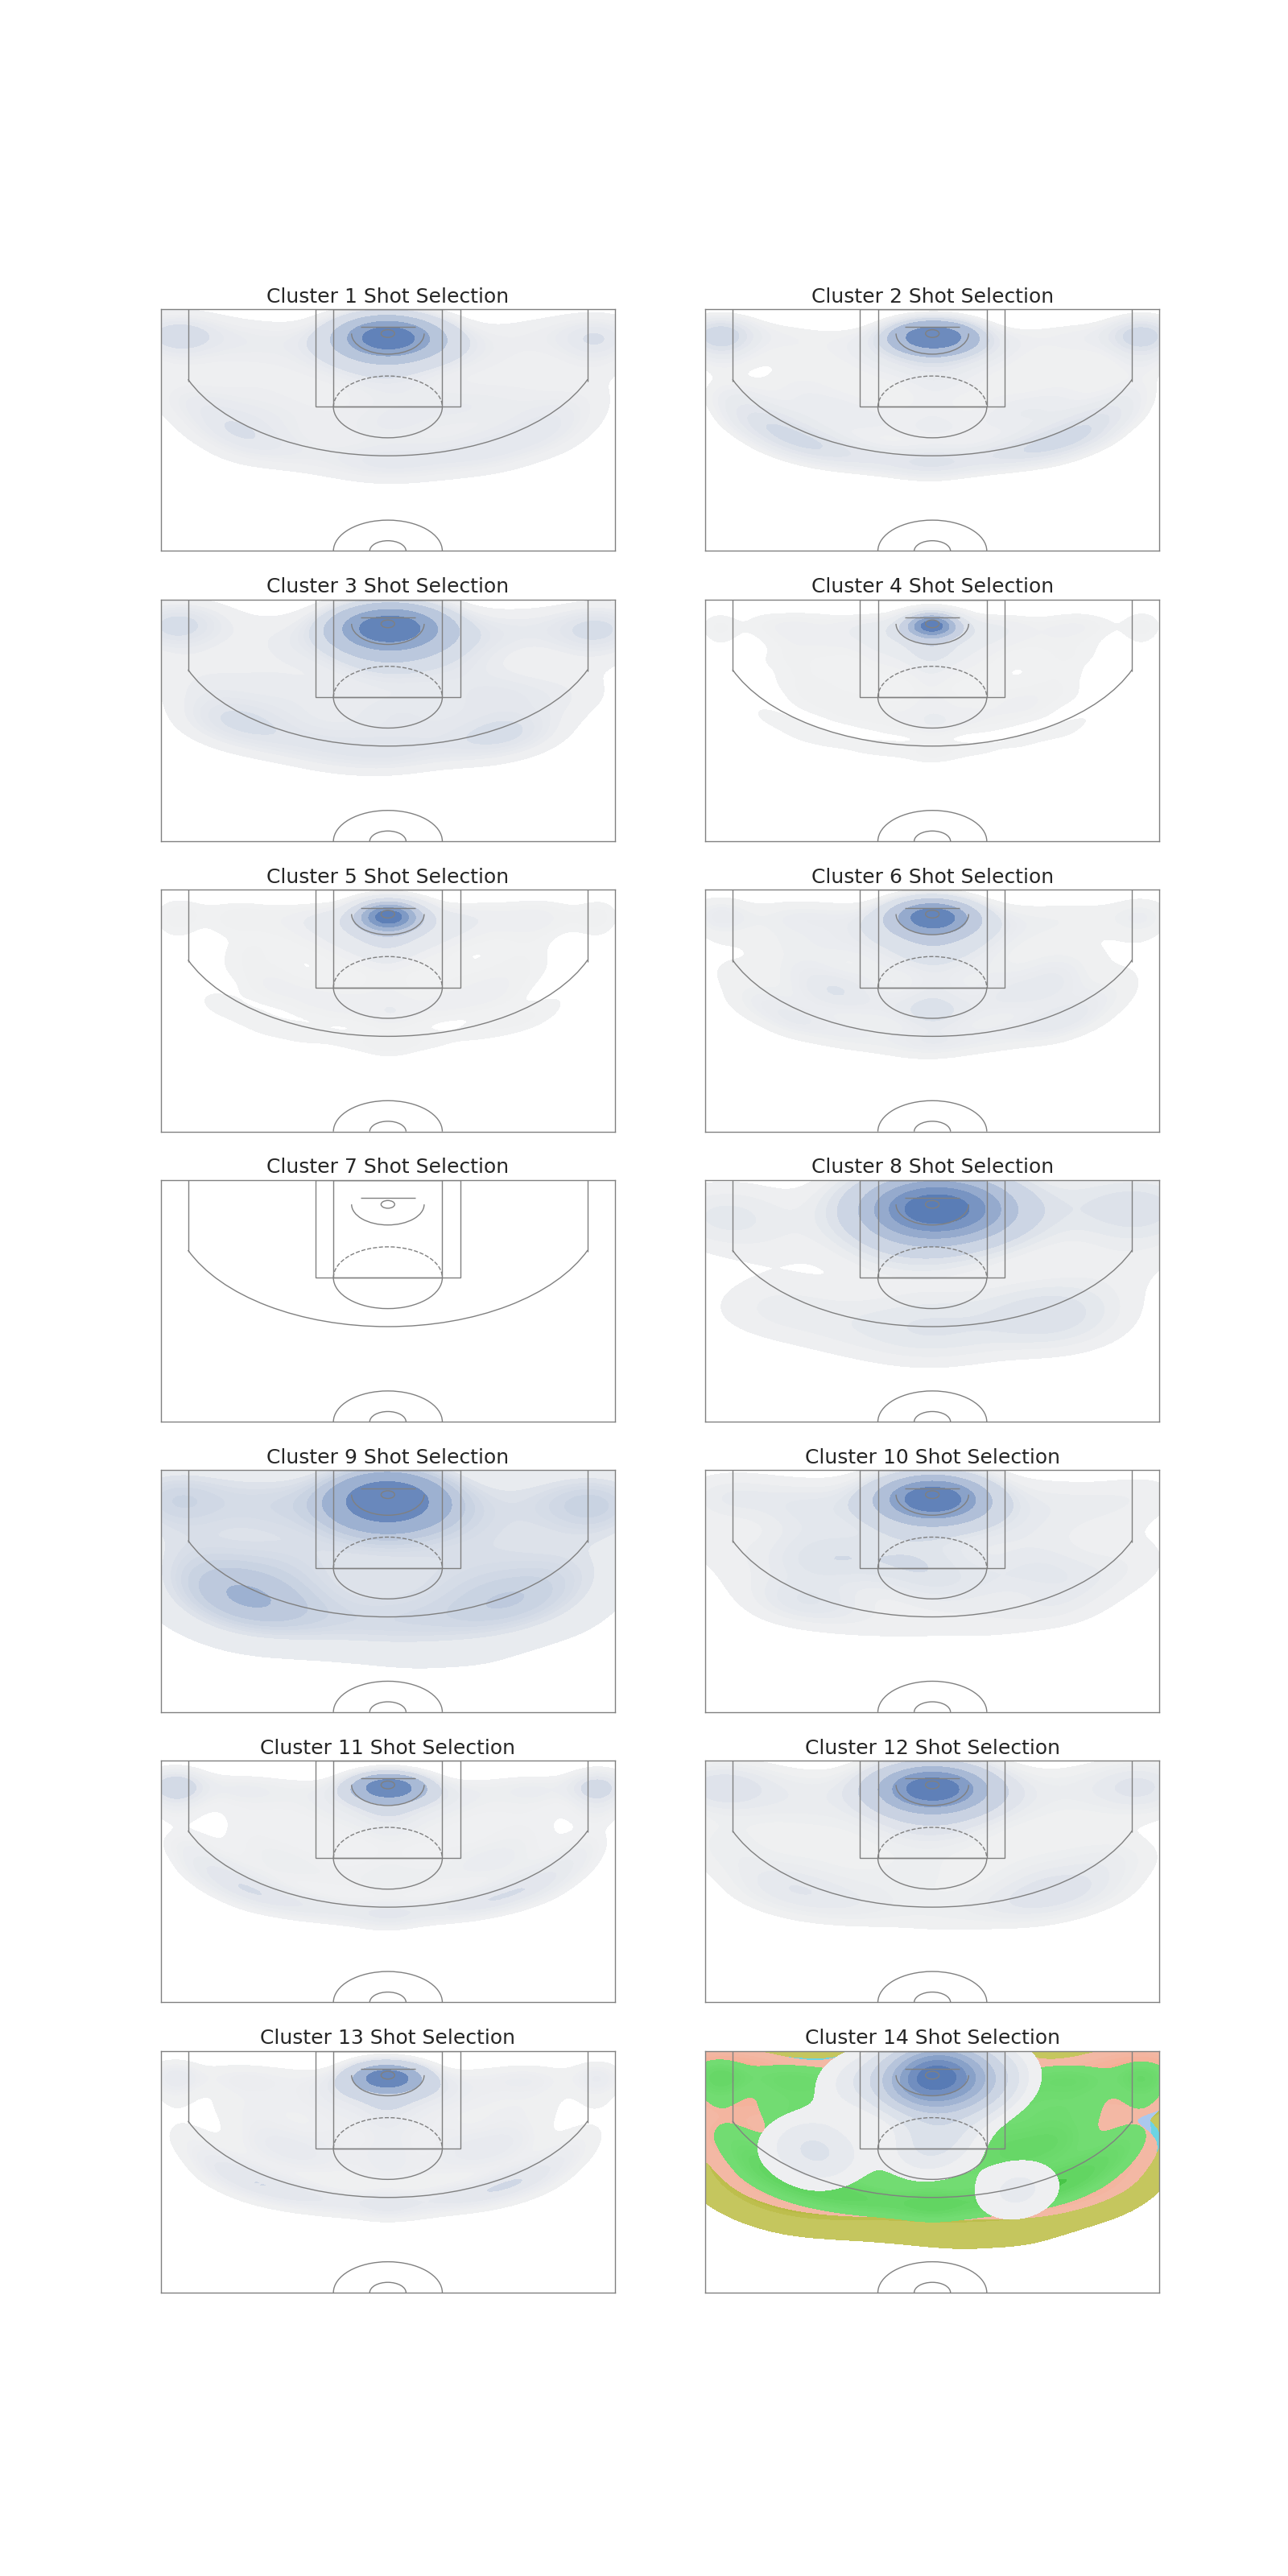 Cluster 1 Shot Selection
Cluster 2 Shot Selection
Cluster 3 Shot Selection
Cluster 4 Shot Selection
Cluster 5 Shot Selection
Cluster 6 Shot Selection
Cluster 7 Shot Selection
Cluster 8 Shot Selection
Cluster 9 Shot Selection
Cluster 10 Shot Selection
Cluster 11 Shot Selection
Cluster 12 Shot Selection
Cluster 13 Shot Selection
Cluster 14 Shot Selection